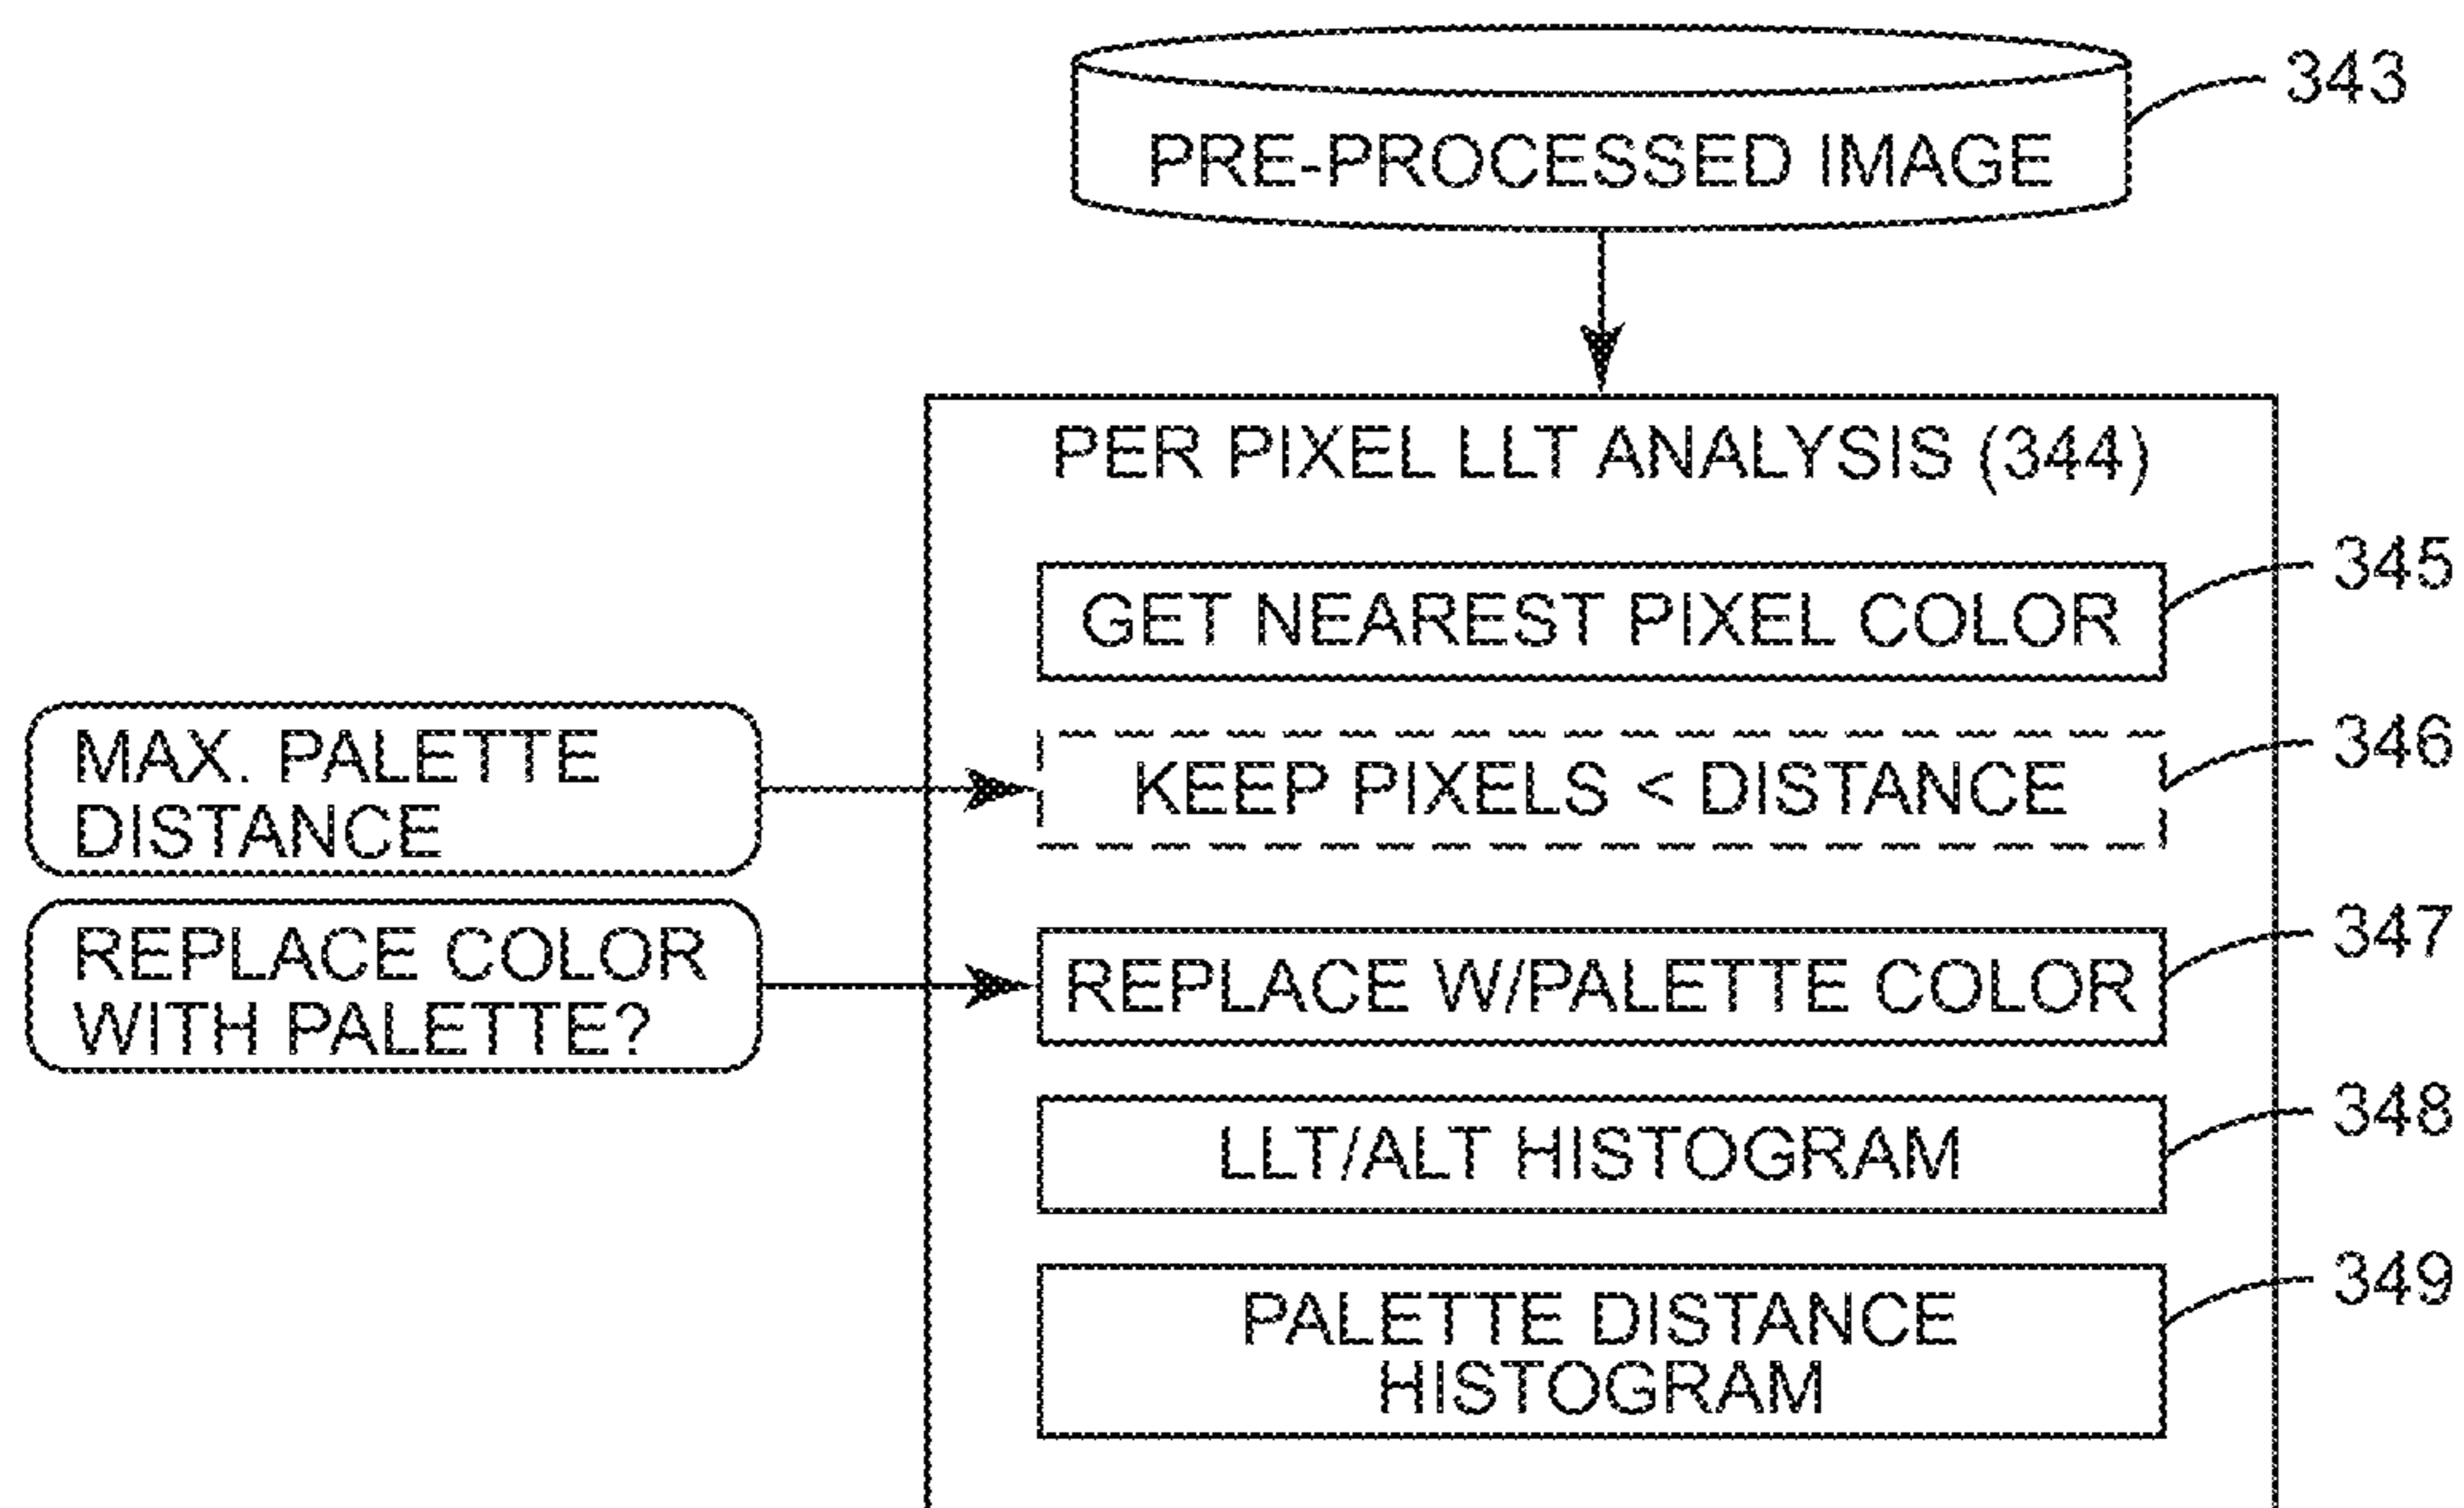 343
PRE-PROCESSED IMAGE
PER PIXEL LLT ANALYSIS (344)
345
GET NEAREST PIXEL COLOR
346
MAX. PALETTE
DISTANCE
KEEP PIXELS < DISTANCE
347
REPLACE COLOR
WITH PALETTE?
REPLACE W/PALETTE COLOR
348
LLT/ALT HISTOGRAM
349
PALETTE DISTANCE
HISTOGRAM